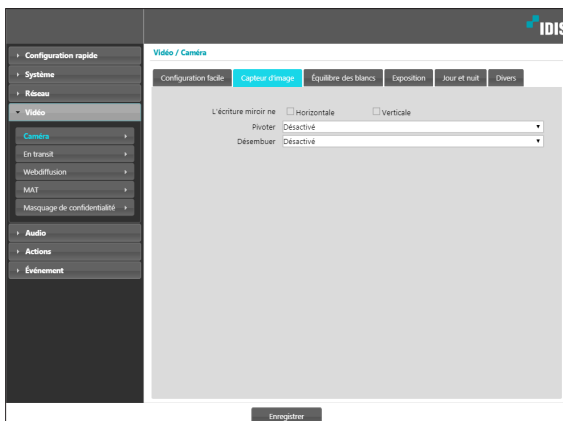 IDIS
Configuration rapide
Système
Réseau
Vidéo
Caméra
En transit
Webdiffusion
MAT
Masquage de confidentialité
Audio
Actions
Événement
Vidéo / Caméra
Configuration facile Capteur d'image Équilibre des blancs Exposition Jour et nuit Divers
L'écriture miroir ne Horizontale Verticale
Pivoter Désactivé
Désembuer Désactivé
Enregistrer